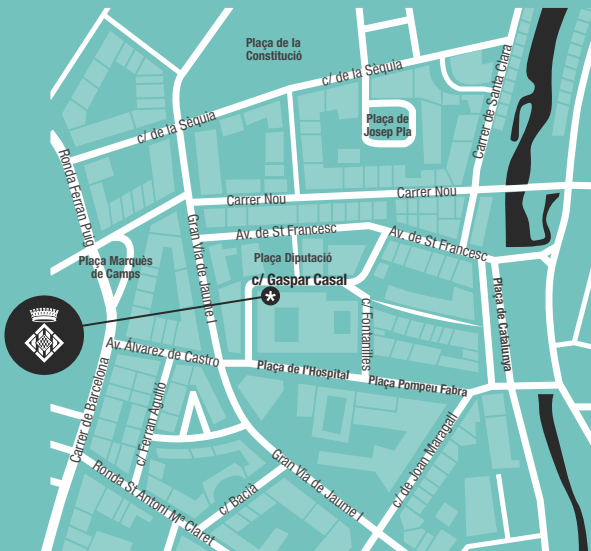 Plaça de la
Constitució
c/ de la Sèquia
Carrer de Santa Clara
c/ de la Sèquia
Plaça de
Josep Pla
Ronda Ferran Puig
Carrer Nou
Carrer Nou
Gran Via de Jaume I
Av. de St Francesc
Av. de St Francesc
Plaça Marquès
de Camps
Plaça Diputació
c/ Gaspar Casal
*
Plaça de Catalunya
c/ Fontanilles
Av. Álvarez de Castro
Plaça de l'Hospital
Plaça Pompeu Fabra
Carrer de Barcelona
c/ Ferran Agulló
c/ de Joan Maragall
Gran Via de Jaume I
Ronda St Antoni Mª Claret
c/ Bacià